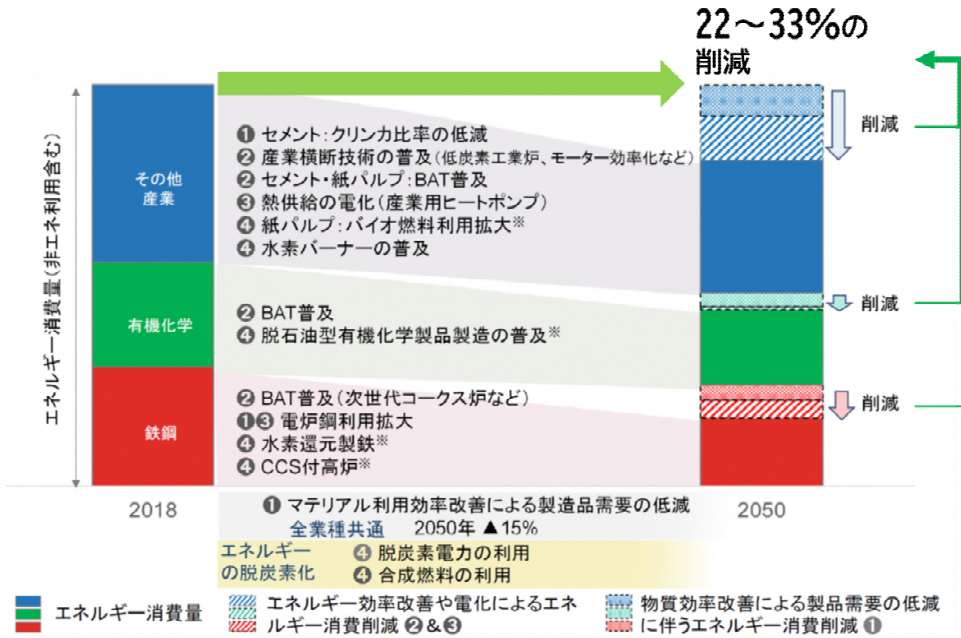 22～33%の
削減
エネルギー消費量(非エネ利用含む)
その他
産業
❶ セメント：クリンカ比率の低減
❷ 産業横断技術の普及(低炭素工業炉、モーター効率化など)
❷ セメント・紙パルプ：BAT普及
❸ 熱供給の電化(産業用ヒートポンプ)
❹ 紙パルプ：バイオ燃料利用拡大※
❹ 水素バーナーの普及
削減
有機化学
❷ BAT普及
❹ 脱石油型有機化学製品製造の普及※
削減
鉄鋼
❷ BAT普及(次世代コークス炉など)
❶❸ 電炉鋼利用拡大
❹ 水素還元製鉄※
❹ CCS付高炉※
削減
2018
2050
❶ マテリアル利用効率改善による製造品需要の低減
全業種共通 2050年 ▲15%
エネルギー
の脱炭素化
❹ 脱炭素電力の利用
❹ 合成燃料の利用
エネルギー消費量
エネルギー効率改善や電化によるエネ
ルギー消費削減 ❷＆❸
物質効率改善による製品需要の低減
に伴うエネルギー消費削減 ❶